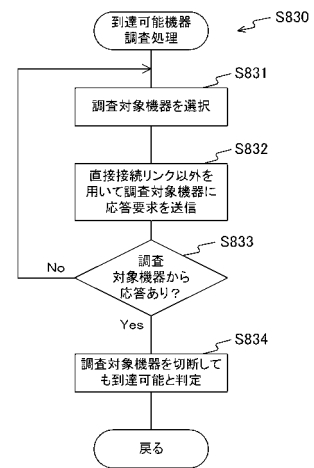 到達可能機器
調査処理
S830
S831
調査対象機器を選択
S832
直接接続リンク以外を
用いて調査対象機器に
応答要求を送信
S833
調査
対象機器から
応答あり?
No
Yes
S834
調査対象機器を切断して
も到達可能と判定
戻る